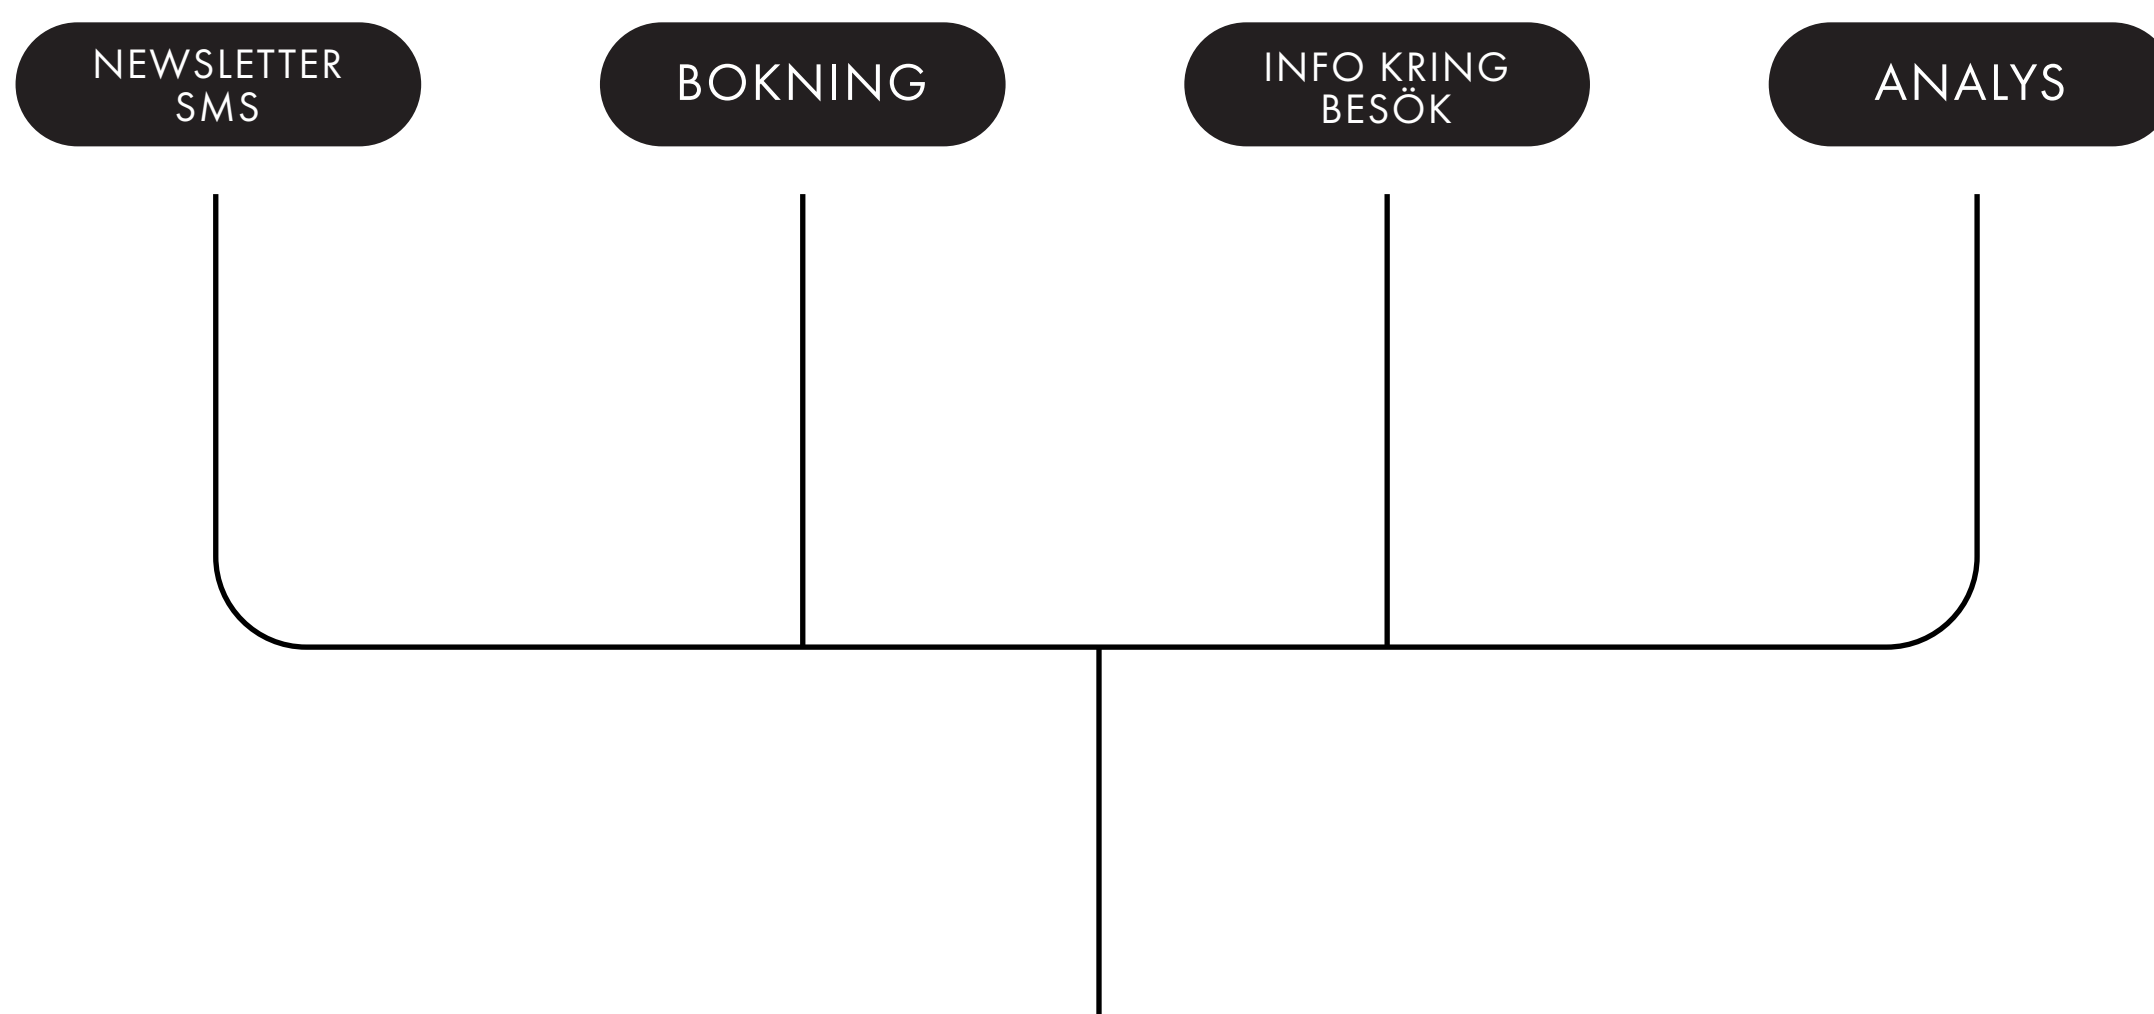 NEWSLETTER
SMS
BOKNING
INFO KRING
BESÖK
ANALYS